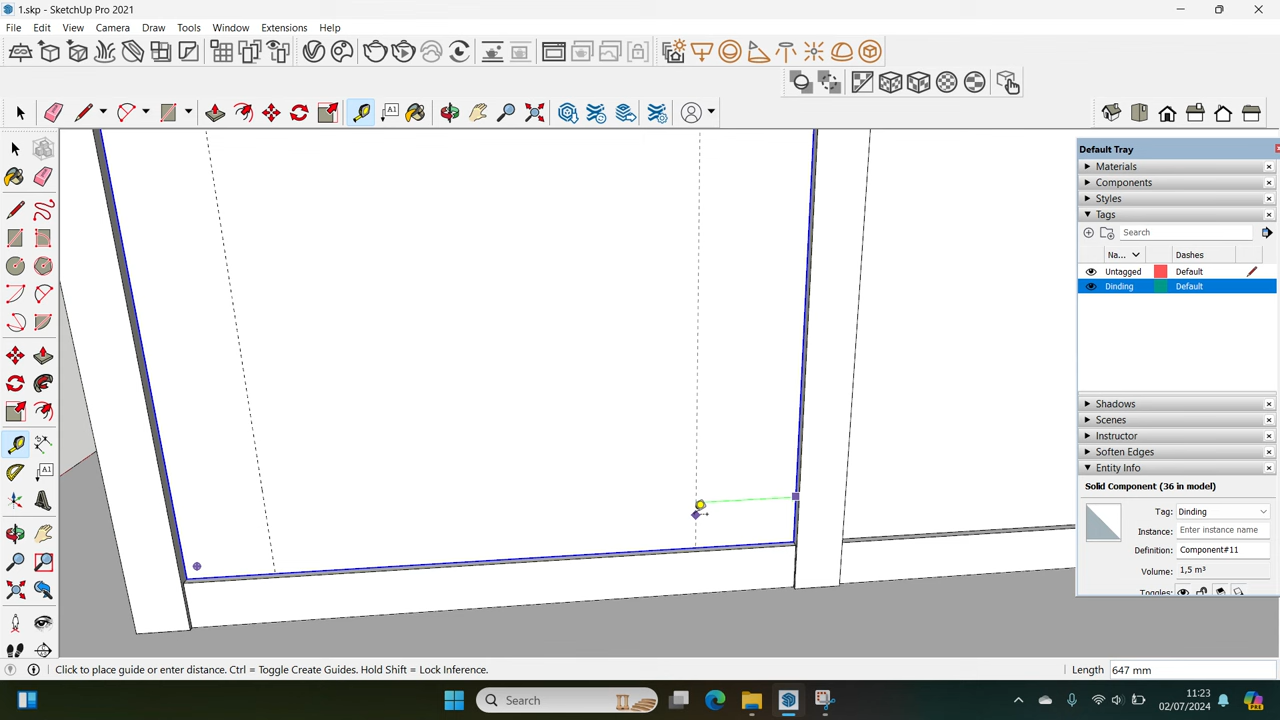 1.skp - SketchUp Pro 2021
File Edit View Camera Draw Tools Window Extensions Help
A1
Default Tray
Materials
Components
Styles
Tags
Search
Na... Dashes
Untagged Default
Dinding Default
Shadows
Scenes
Instructor
Soften Edges
Entity Info
Solid Component (36 in model)
Tag: Dinding
Instance: Enter instance name
Definition: Component#11
Volume: 1,5 m³
Toggles:
A1
Click to place guide or enter distance. Ctrl = Toggle Create Guides. Hold Shift = Lock Inference.
Length 647 mm
Search
11:23
02/07/2024